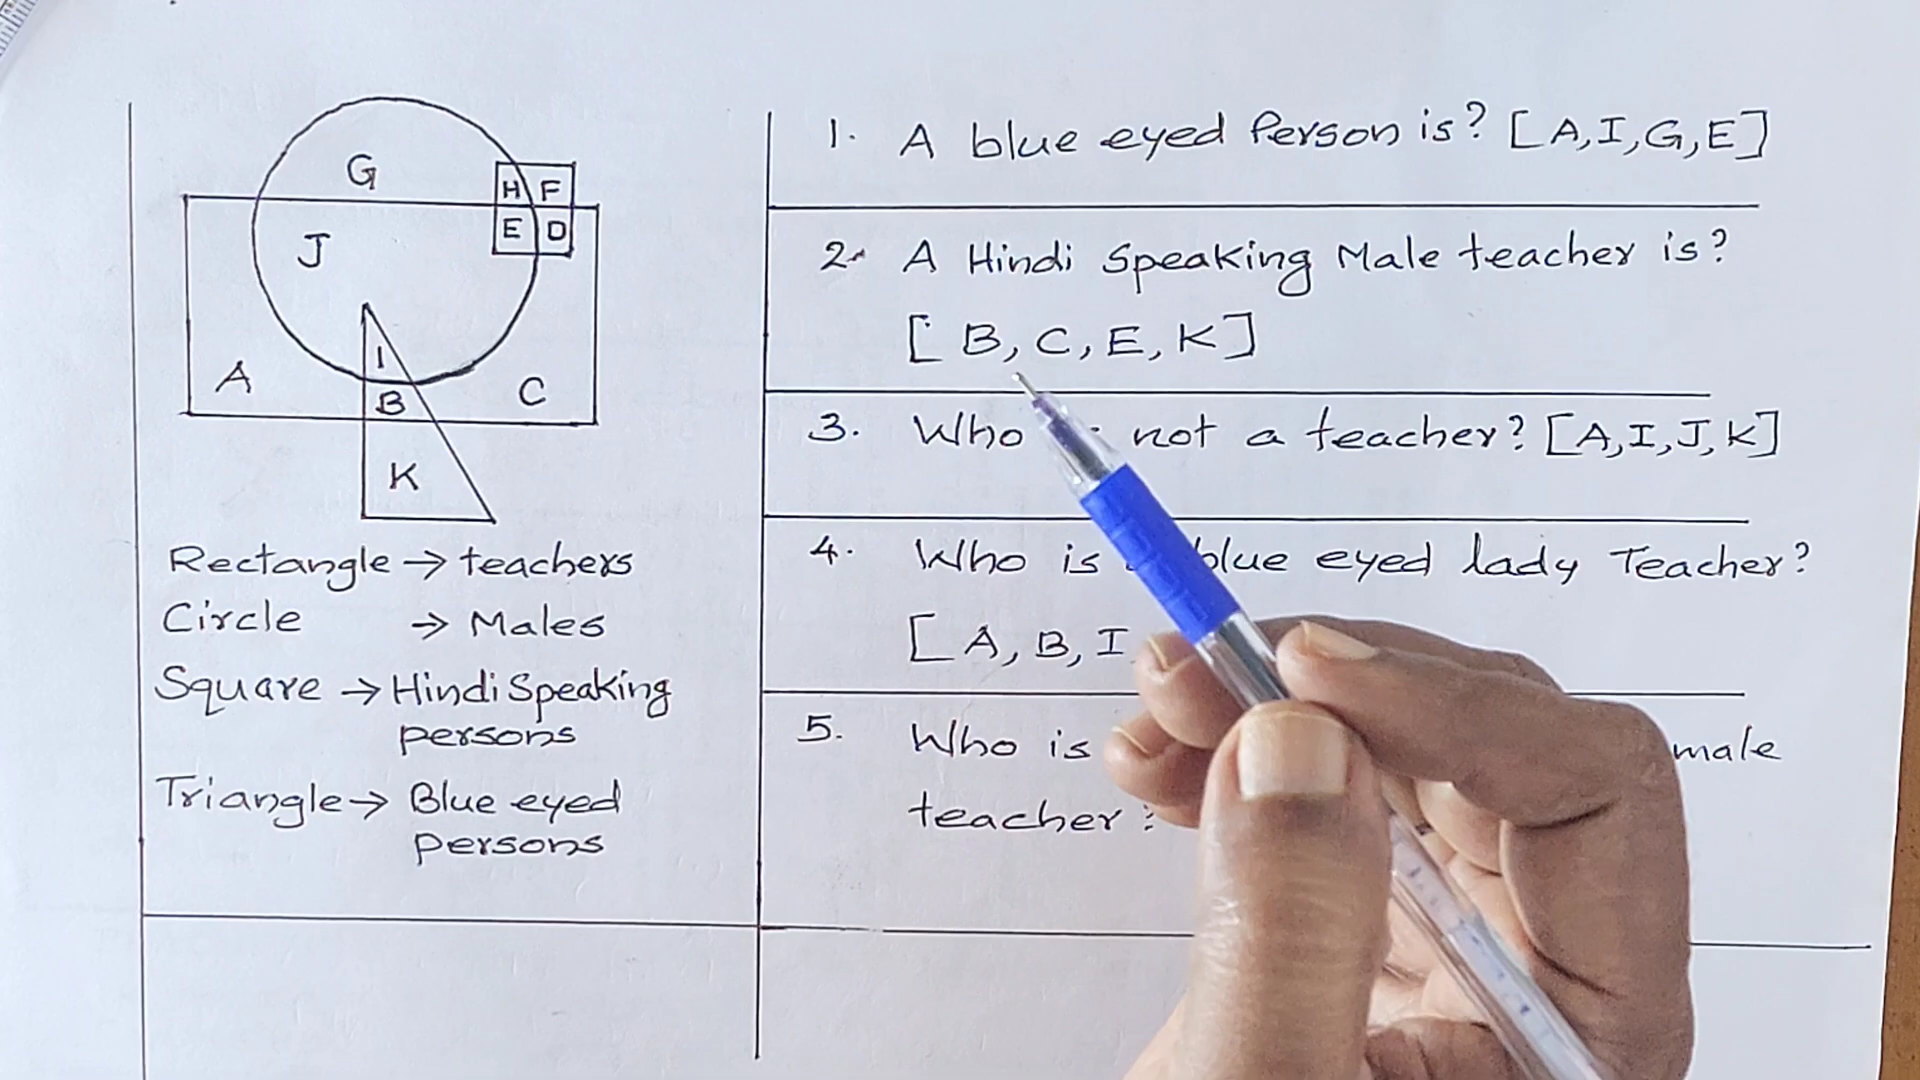 G
H F
E D
J
I
A
C
B
K
Rectangle → teachers
Circle → Males
Square → Hindi Speaking
persons
Triangle → Blue eyed
persons
1. A blue eyed Person is? [A,I,G,E]
2. A Hindi Speaking Male teacher is?
[B, C, E, K]
3. Who not a teacher? [A,I,J,K]
4. Who is blue eyed lady Teacher?
[A, B, I
5. Who is male
teacher